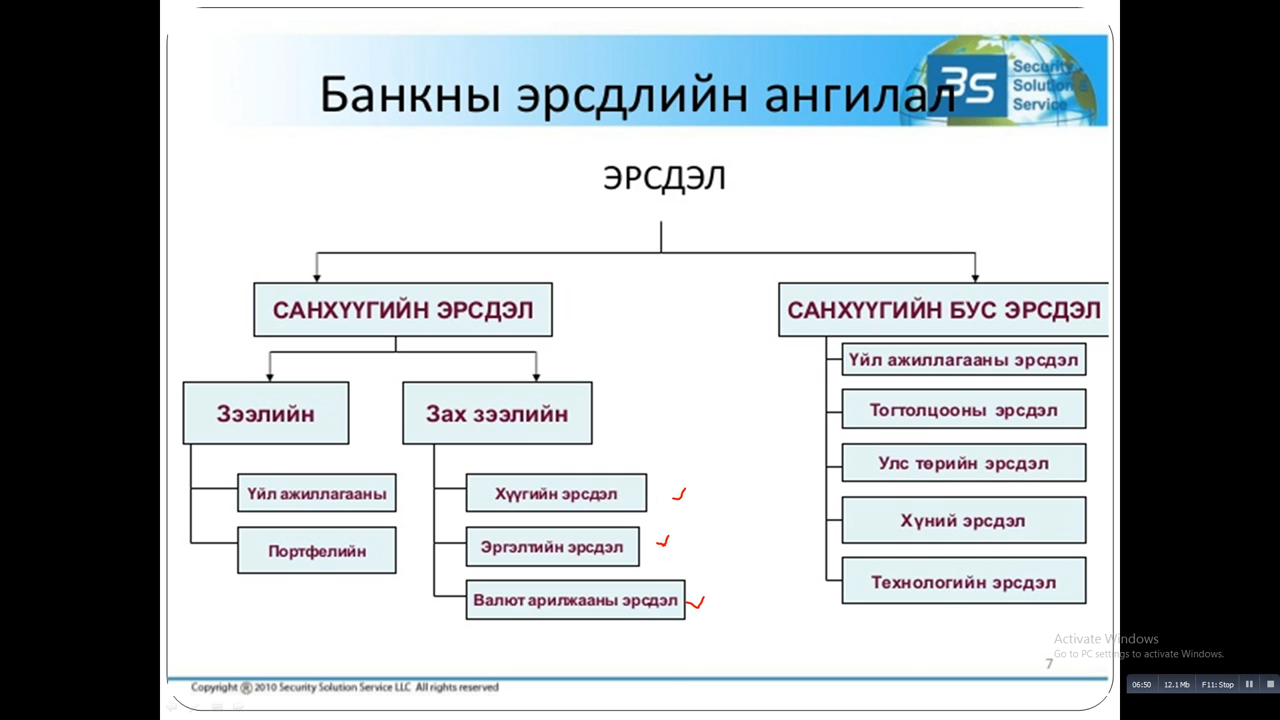 Банкны эрсдлийн ангилал
3S
Security
Solution
Service
ЭРСДЭЛ
САНХҮҮГИЙН ЭРСДЭЛ
Зээлийн
Үйл ажиллагааны
Портфелийн
Зах зээлийн
Хүүгийн эрсдэл
Эргэлтийн эрсдэл
Валют арилжааны эрсдэл
САНХҮҮГИЙН БУС ЭРСДЭЛ
Үйл ажиллагааны эрсдэл
Тогтолцооны эрсдэл
Улс төрийн эрсдэл
Хүний эрсдэл
Технологийн эрсдэл
Activate Windows
Go to PC settings to activate Windows.
7
Copyright ® 2010 Security Solution Service LLC All rights reserved
06:50 12.1 Mb F11: Stop